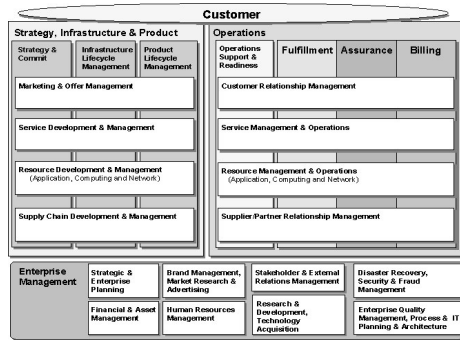 Customer
Strategy, Infrastructure & Product
Operations
Strategy &
Commit
Infrastructure
Lifecycle
Management
Product
Lifecycle
Management
Operations
Support &
Readiness
Fulfillment
Assurance
Billing
Marketing & Offer Management
Customer Relationship Management
Service Development & Management
Service Management & Operations
Resource Development & Management
(Application, Computing and Network)
Resource Management & Operations
(Application, Computing and Network)
Supply Chain Development & Management
Supplier/Partner Relationship Management
Enterprise
Management
Strategic &
Enterprise
Planning
Brand Management,
Market Research &
Advertising
Stakeholder & External
Relations Management
Disaster Recovery,
Security & Fraud
Management
Financial & Asset
Management
Human Resources
Management
Research &
Development,
Technology
Acquisition
Enterprise Quality
Management, Process & IT
Planning & Architecture